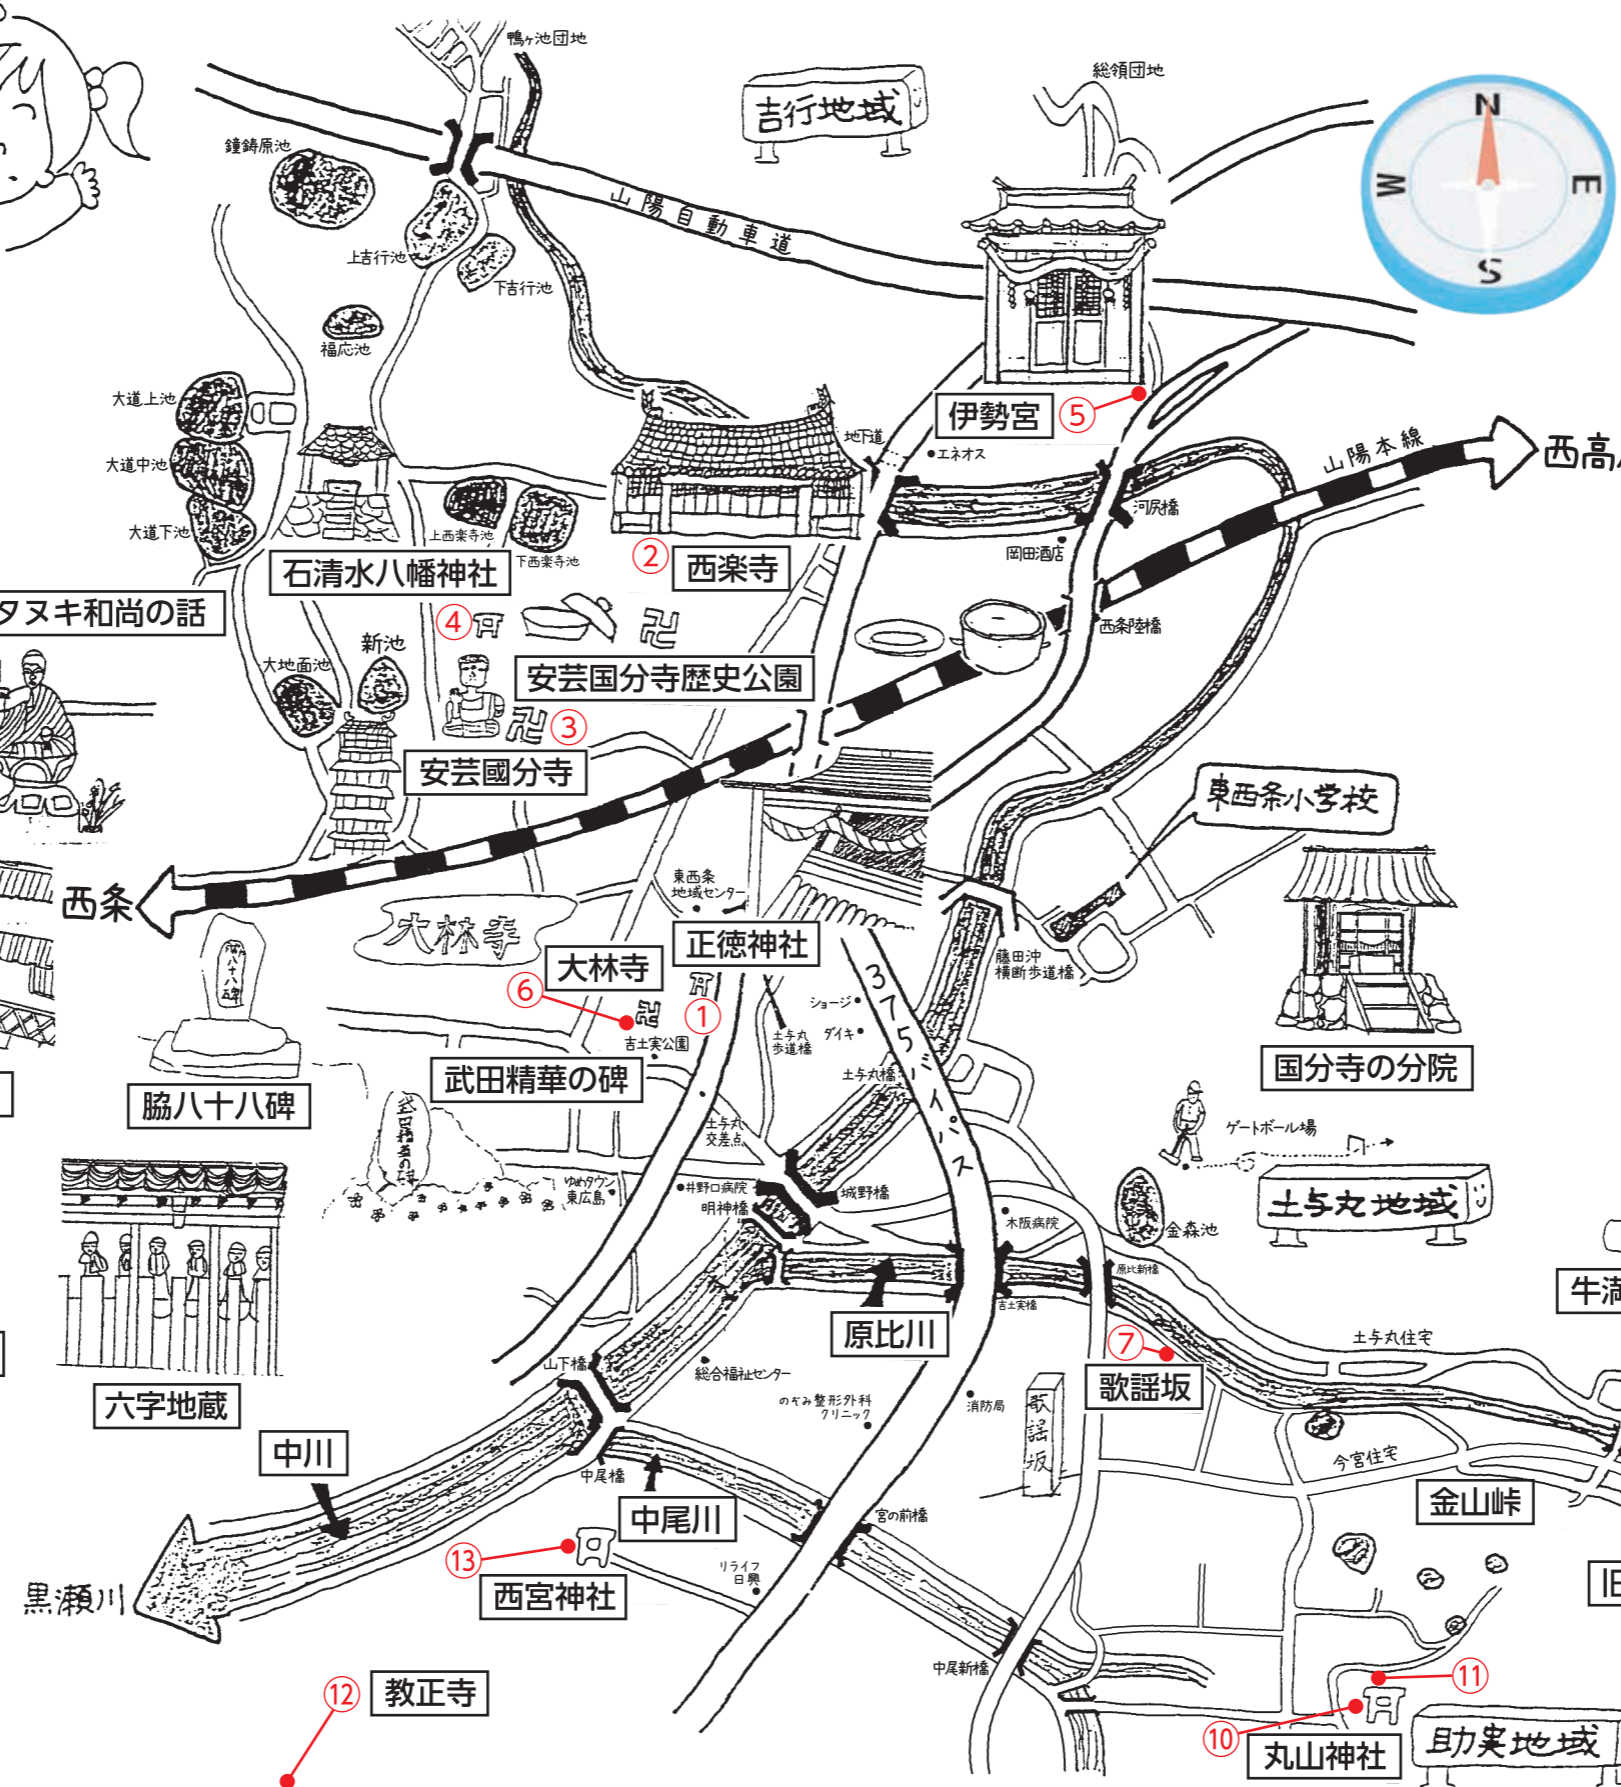 鴨ヶ池団地
総領団地
吉行地域
N
W
E
S
鐘鋳原池
山陽自動車道
上吉行池
下吉行池
福応池
大道上池
大道中池
大道下池
地下道
伊勢宮
⑤
エネオス
山陽本線
西高
河尻橋
岡田酒店
上西楽寺池
下西楽寺池
②
西楽寺
石清水八幡神社
タヌキ和尚の話
④
卍
西条陸橋
新池
大地面池
安芸国分寺歴史公園
卍
③
安芸國分寺
東西条小学校
西条
東西条
地域センター
大林寺
正徳神社
大林寺
⑥
卍
①
藤田沖
横断歩道橋
375バイパス
ショージ
ダイキ
土与丸
歩道橋
吉土実公園
土与丸橋
脇八十八碑
武田精華の碑
国分寺の分院
土与丸
交差点
ゲートボール場
土与丸地域
井野口病院
明神橋
城野橋
ゆめタウン
東広島
木阪病院
金森池
原比新橋
吉土実橋
原比川
牛満
⑦
歌謡坂
土与丸住宅
山下橋
総合福祉センター
のぞみ整形外科
クリニック
消防局
歌謡坂
六字地蔵
今宮住宅
中川
中尾橋
中尾川
宮の前橋
金山峠
⑬
西宮神社
リライフ
日興
黒瀬川
旧
中尾新橋
⑫
教正寺
⑪
⑩
丸山神社
助実地域